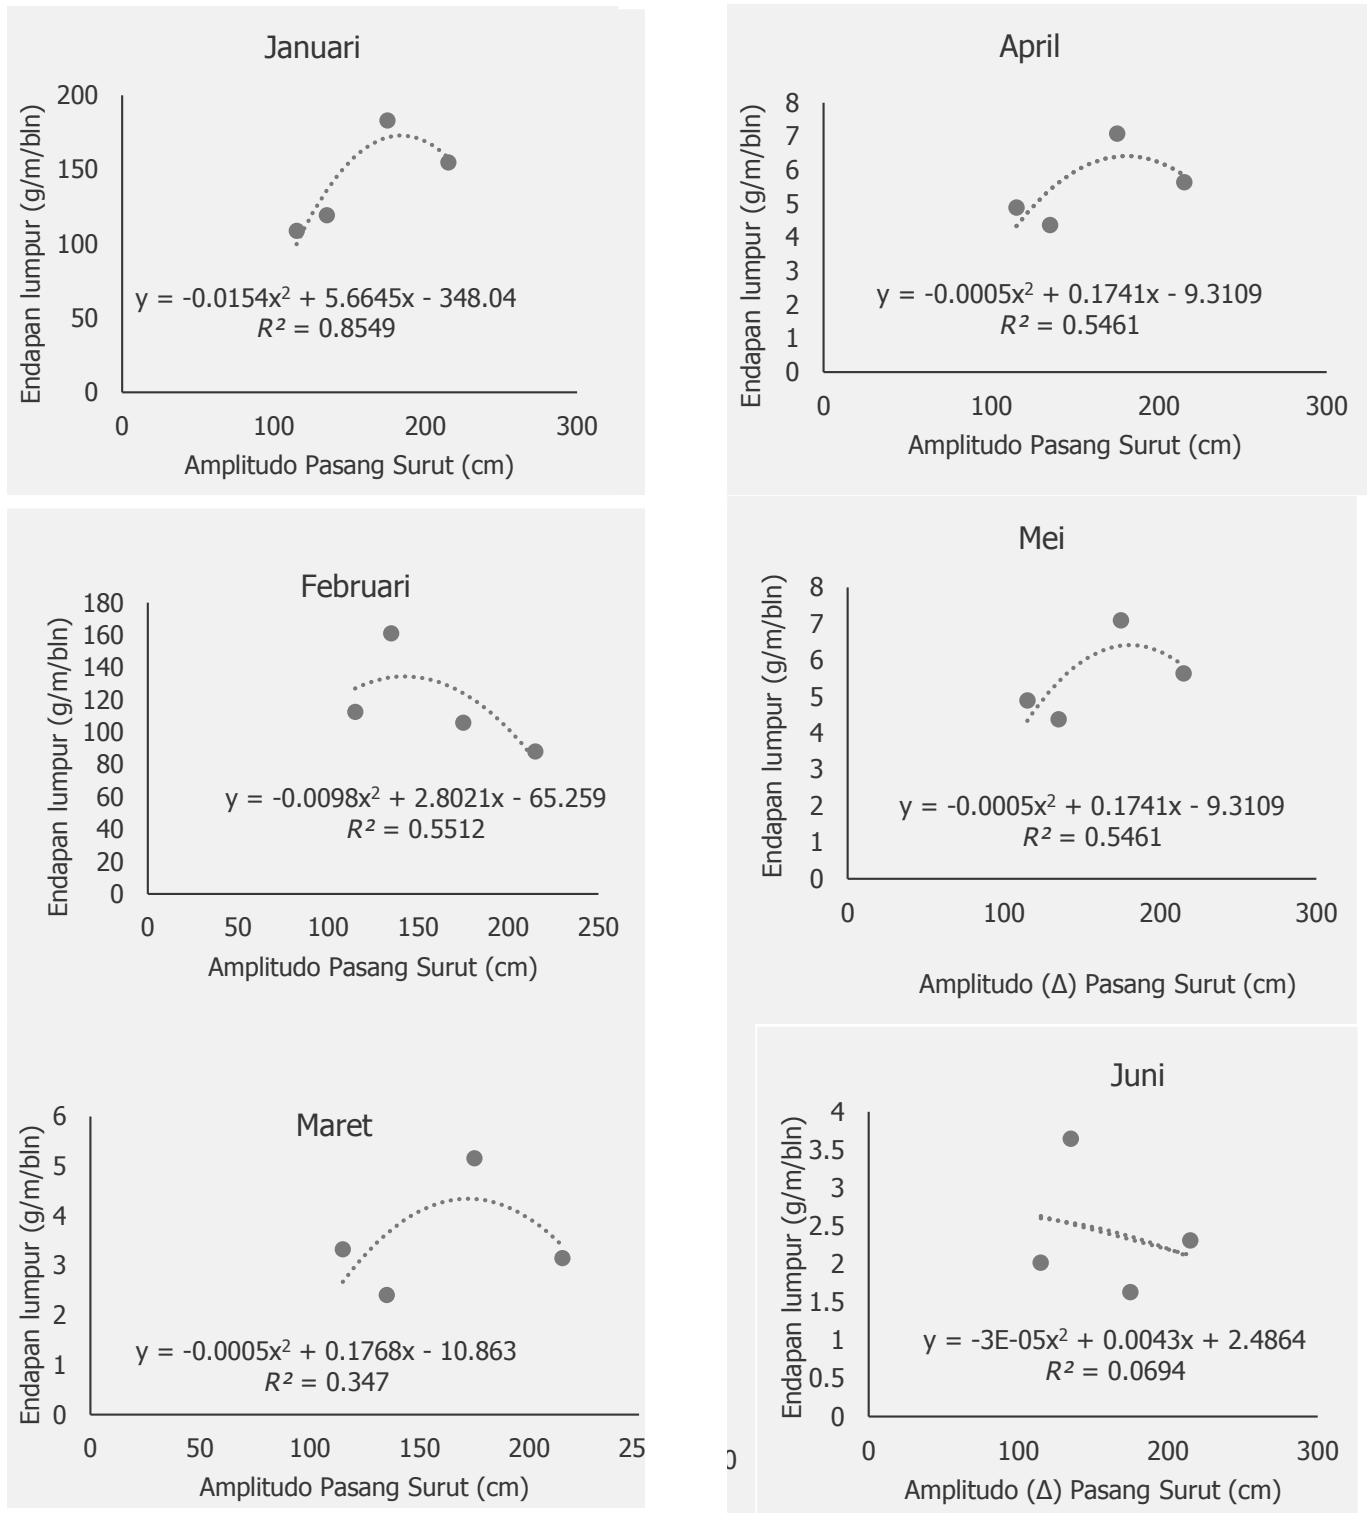 Januari
Endapan lumpur (g/m/bln)
200
150
100
50
0
y = -0.0154x² + 5.6645x - 348.04
R² = 0.8549
0 100 200 300
Amplitudo Pasang Surut (cm)
April
Endapan lumpur (g/m/bln)
8
7
6
5
4
3
2
1
0
y = -0.0005x² + 0.1741x - 9.3109
R² = 0.5461
0 100 200 300
Amplitudo Pasang Surut (cm)
Februari
Endapan lumpur (g/m/bln)
180
160
140
120
100
80
60
40
20
0
y = -0.0098x² + 2.8021x - 65.259
R² = 0.5512
0 50 100 150 200 250
Amplitudo Pasang Surut (cm)
Mei
Endapan lumpur (g/m/bln)
8
7
6
5
4
3
2
1
0
y = -0.0005x² + 0.1741x - 9.3109
R² = 0.5461
0 100 200 300
Amplitudo (Δ) Pasang Surut (cm)
Maret
Endapan lumpur (g/m/bln)
6
5
4
3
2
1
0
y = -0.0005x² + 0.1768x - 10.863
R² = 0.347
0 50 100 150 200 25
Amplitudo Pasang Surut (cm)
Juni
Endapan lumpur (g/m/bln)
4
3.5
3
2.5
2
1.5
1
0.5
0
y = -3E-05x² + 0.0043x + 2.4864
R² = 0.0694
0
0 100 200 300
Amplitudo (Δ) Pasang Surut (cm)